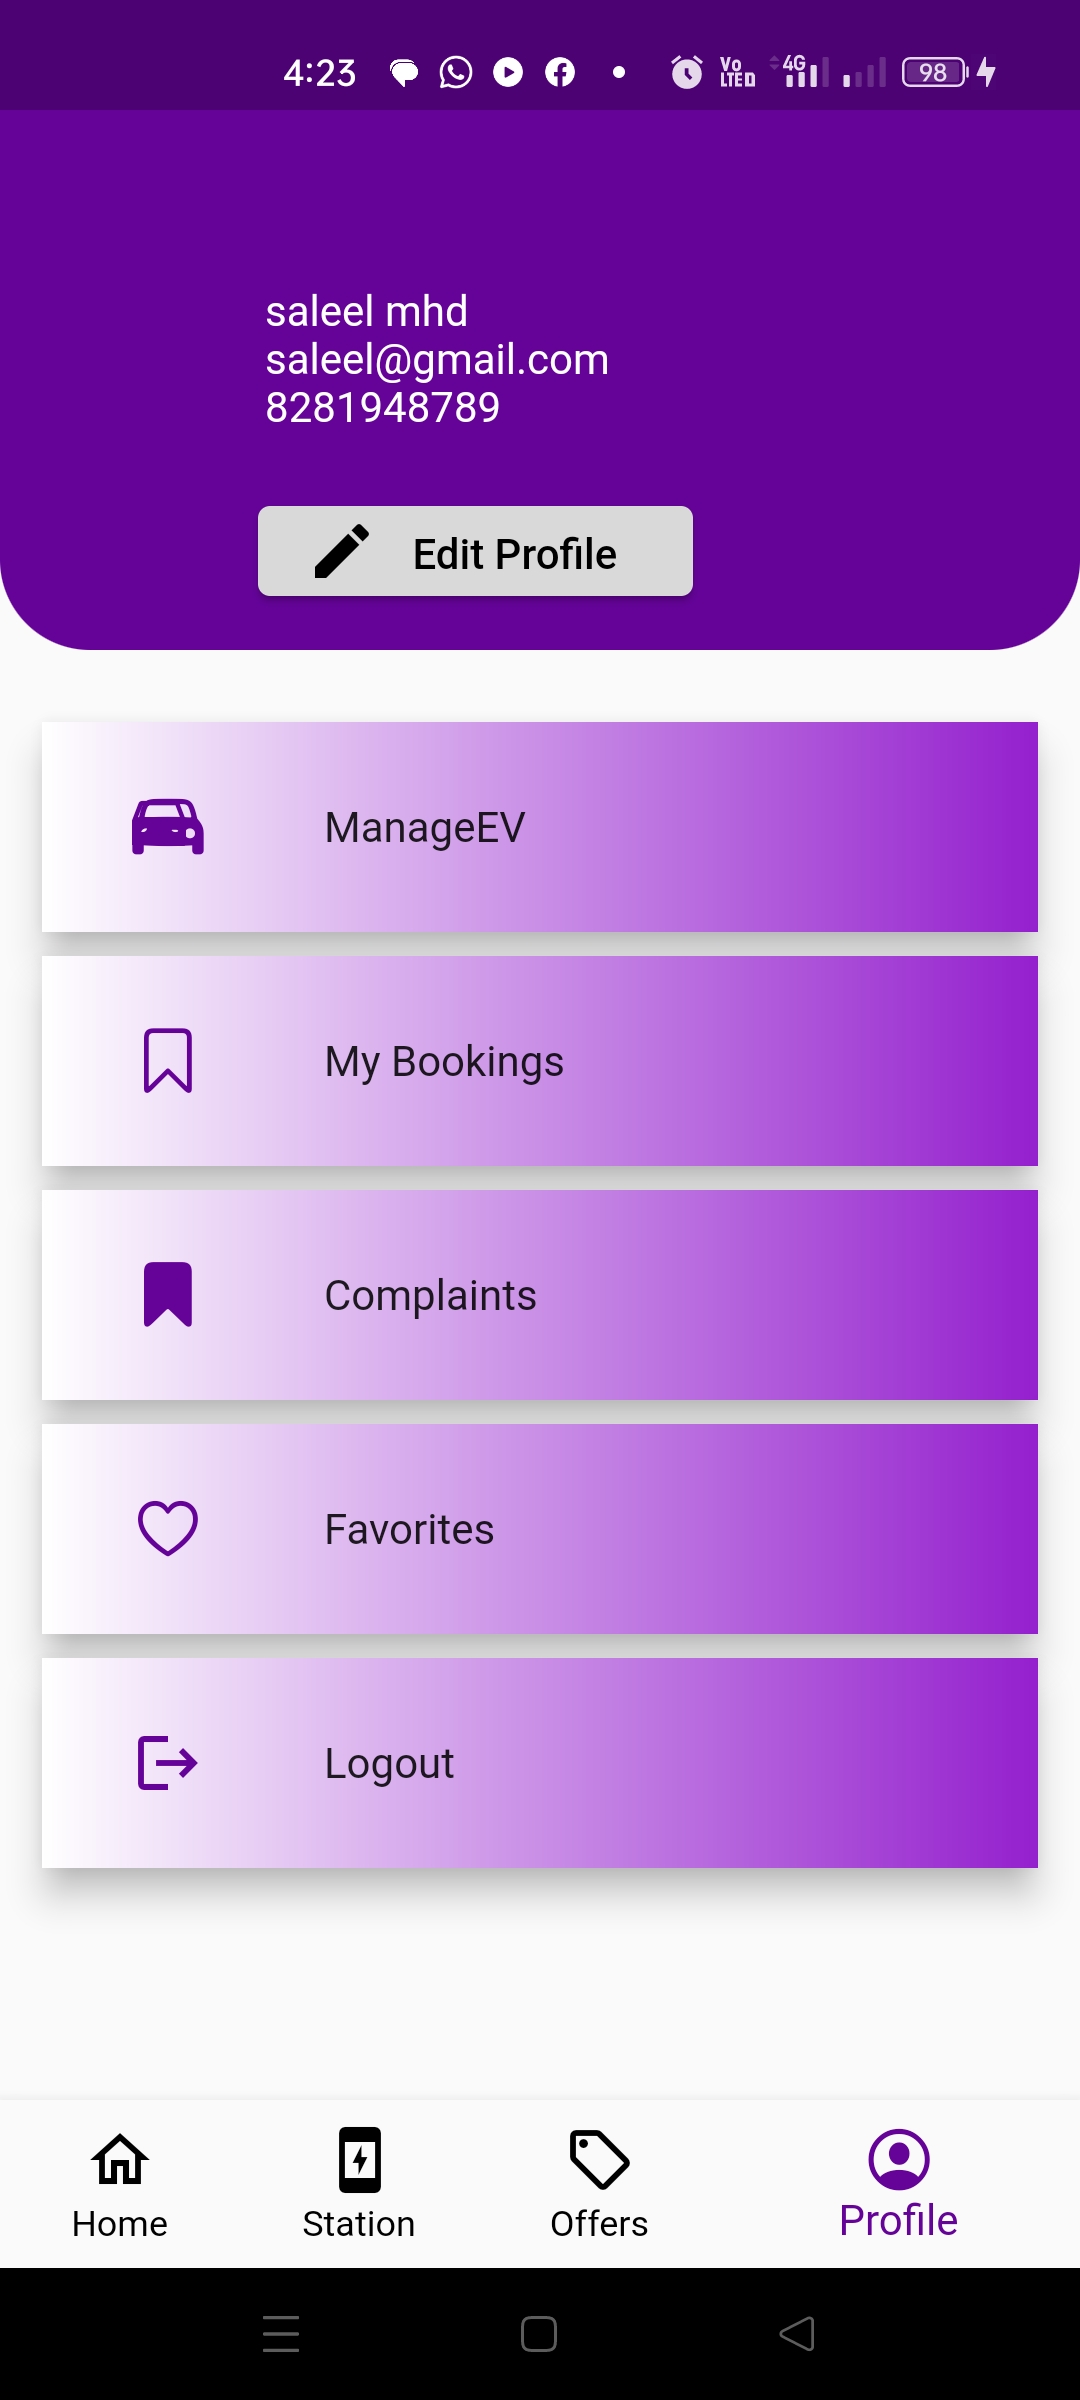 4:23
Vo
LTE D
4G
98
saleel mhd
saleel@gmail.com
8281948789
Edit Profile
ManageEV
My Bookings
Complaints
Favorites
Logout
Home
Station
Offers
Profile